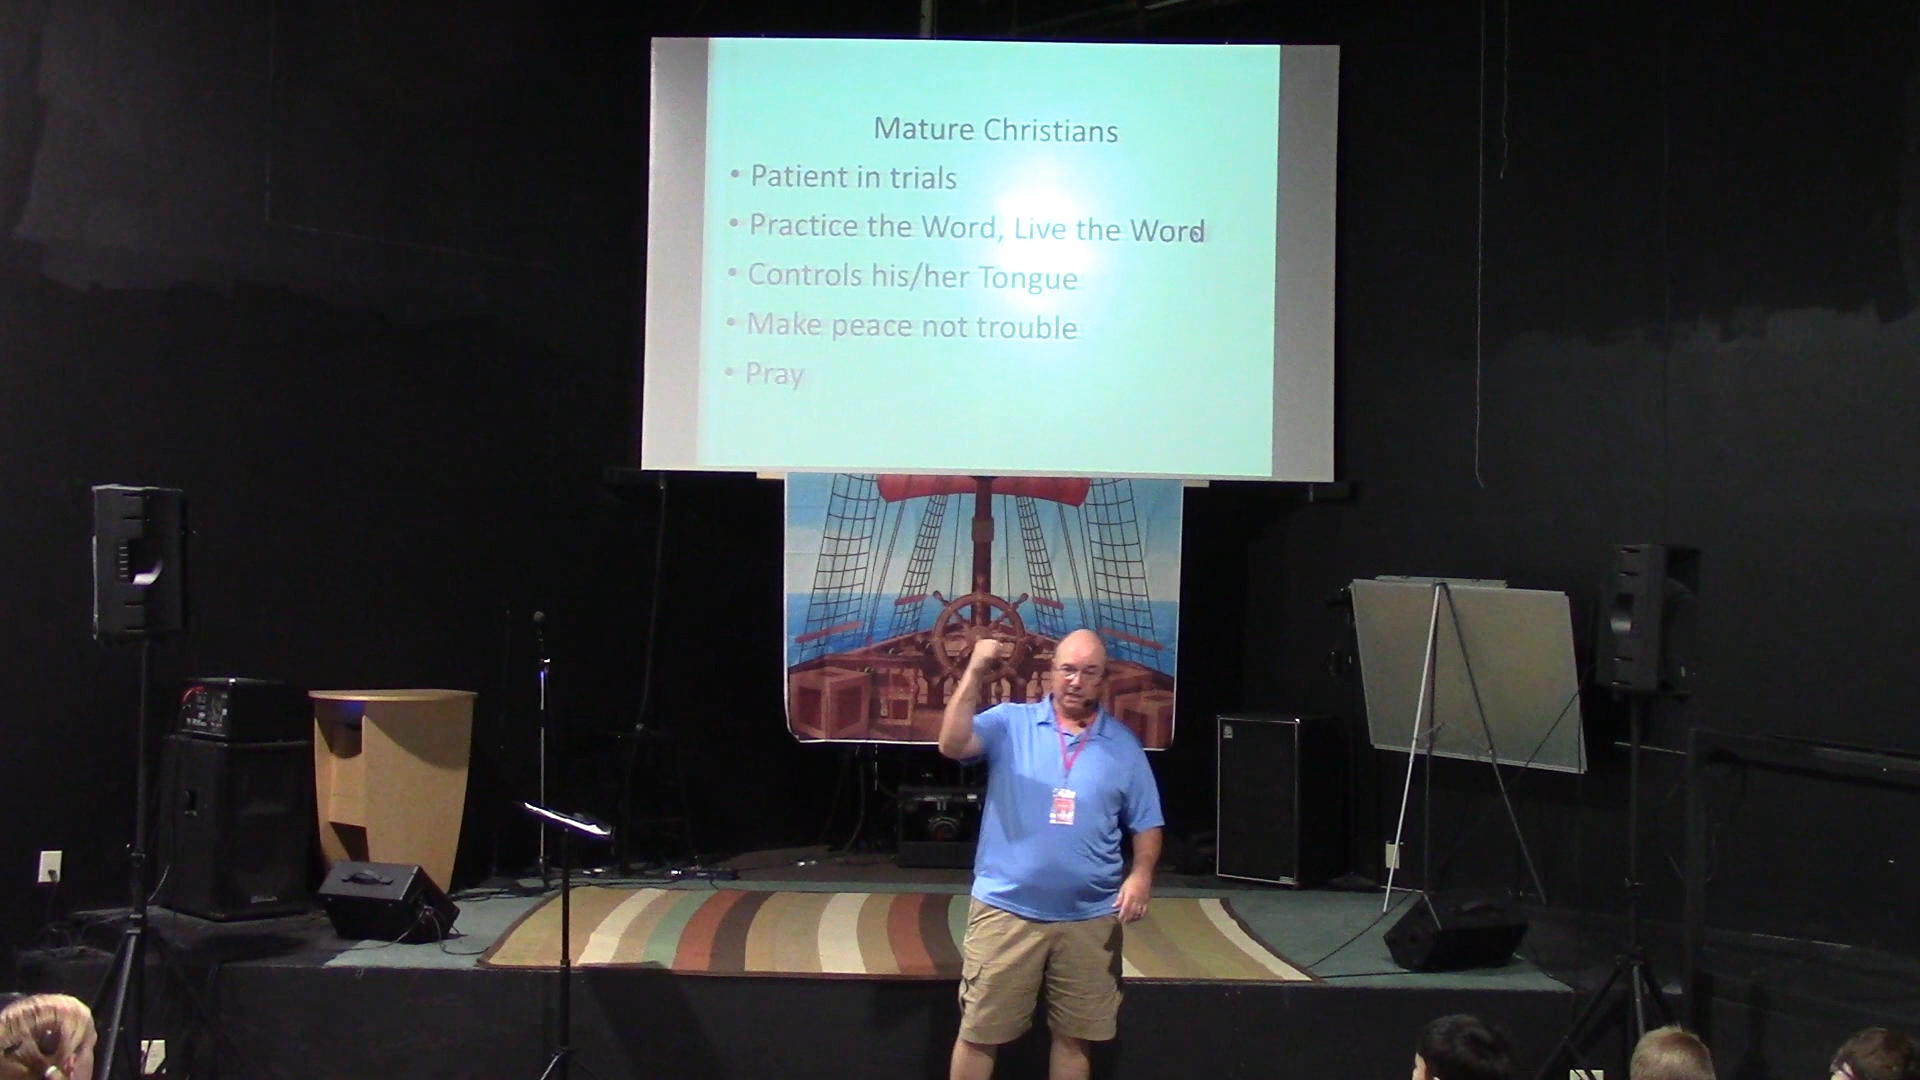 Mature Christians
• Patient in trials
• Practice the Word, Live the Word
• Controls his/her Tongue
• Make peace not trouble
• Pray